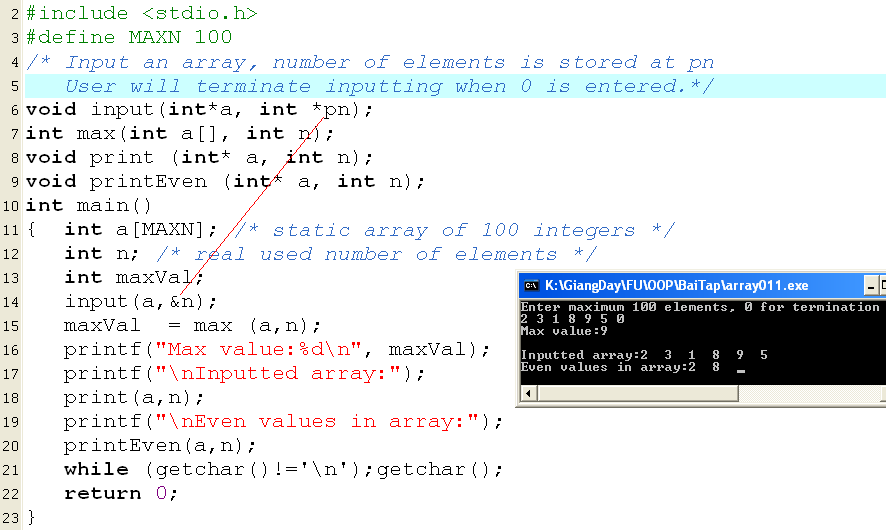 2 #include <stdio.h>
3 #define MAXN 100
4 /* Input an array, number of elements is stored at pn
5    User will terminate inputting when 0 is entered.*/
6 void input(int*a, int *pn);
7 int max(int a[], int n);
8 void print (int* a, int n);
9 void printEven (int* a, int n);
10 int main()
11 {  int a[MAXN]; /* static array of 100 integers */
12    int n; /* real used number of elements */
13    int maxVal;
14    input(a,&n);
15    maxVal  = max (a,n);
16    printf("Max value:%d\n", maxVal);
17    printf("\nInputted array:");
18    print(a,n);
19    printf("\nEven values in array:");
20    printEven(a,n);
21    while (getchar()!='\n');getchar();
22    return 0;
23 }
K:\GiangDay\FU\OOP\BaiTap\array011.exe
Enter maximum 100 elements, 0 for termination
2 3 1 8 9 5 0
Max value:9
Inputted array:2  3  1  8  9  5
Even values in array:2  8  _